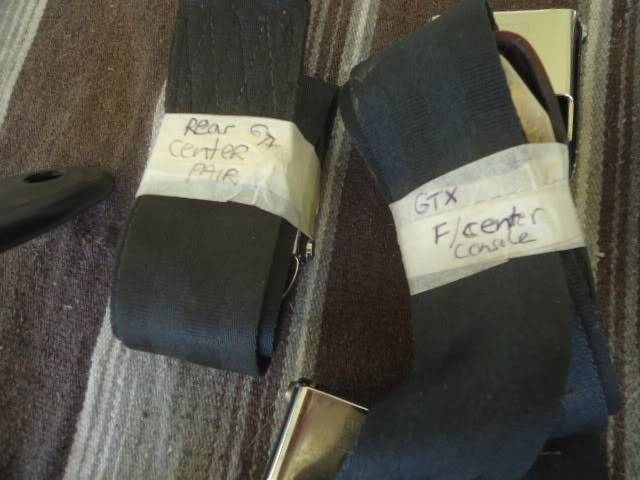 Rear
CENTER
PAIR
GTX
F/center
Console